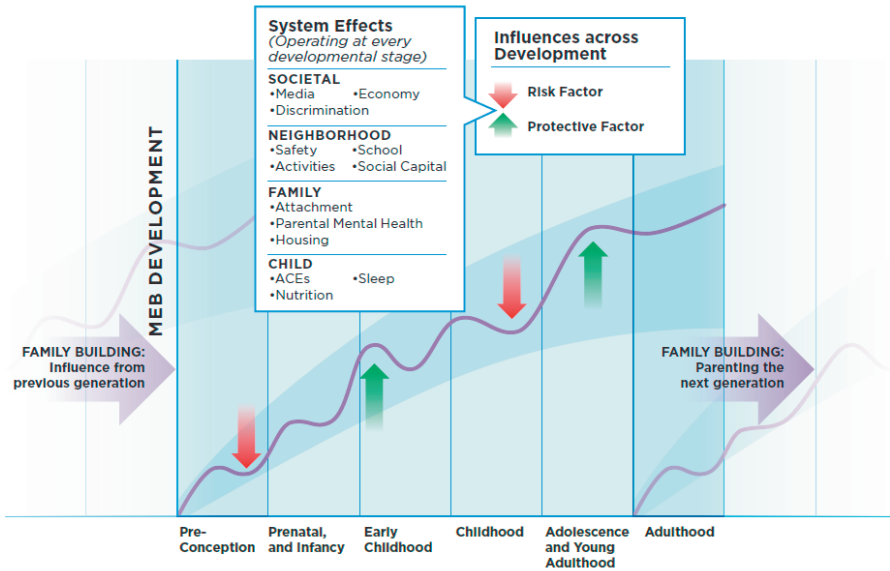 System Effects
(Operating at every
developmental stage)
SOCIETAL
•Media •Economy
•Discrimination
NEIGHBORHOOD
•Safety •School
•Activities •Social Capital
FAMILY
•Attachment
•Parental Mental Health
•Housing
CHILD
•ACEs •Sleep
•Nutrition
Influences across
Development
Risk Factor
Protective Factor
MEB DEVELOPMENT
FAMILY BUILDING:
Influence from
previous generation
FAMILY BUILDING:
Parenting the
next generation
Pre-
Conception
Prenatal,
and Infancy
Early
Childhood
Childhood
Adolescence
and Young
Adulthood
Adulthood